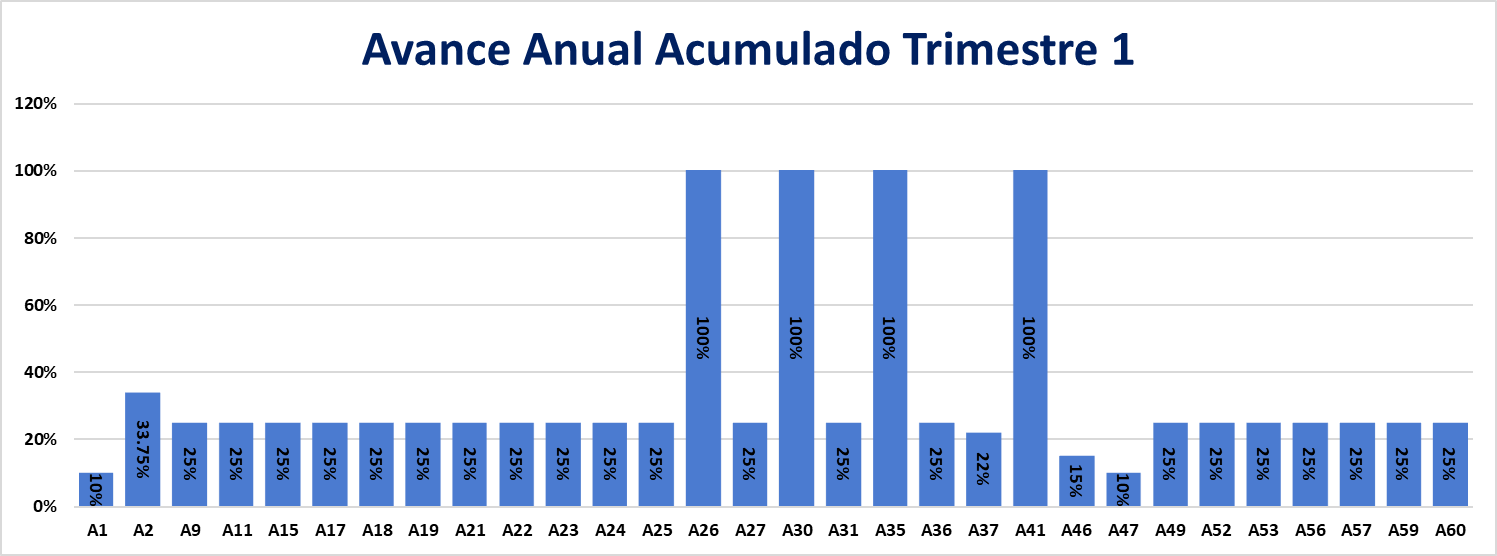 Avance Anual Acumulado Trimestre 1
120%
100%
80%
60%
40%
20%
0%
10% 33.75% 25% 25% 25% 25% 25% 25% 25% 25% 25% 25% 25% 100% 25% 100% 25% 100% 25% 22% 100% 15% 10% 25% 25% 25% 25% 25% 25% 25%
A1 A2 A9 A11 A15 A17 A18 A19 A21 A22 A23 A24 A25 A26 A27 A30 A31 A35 A36 A37 A41 A46 A47 A49 A52 A53 A56 A57 A59 A60